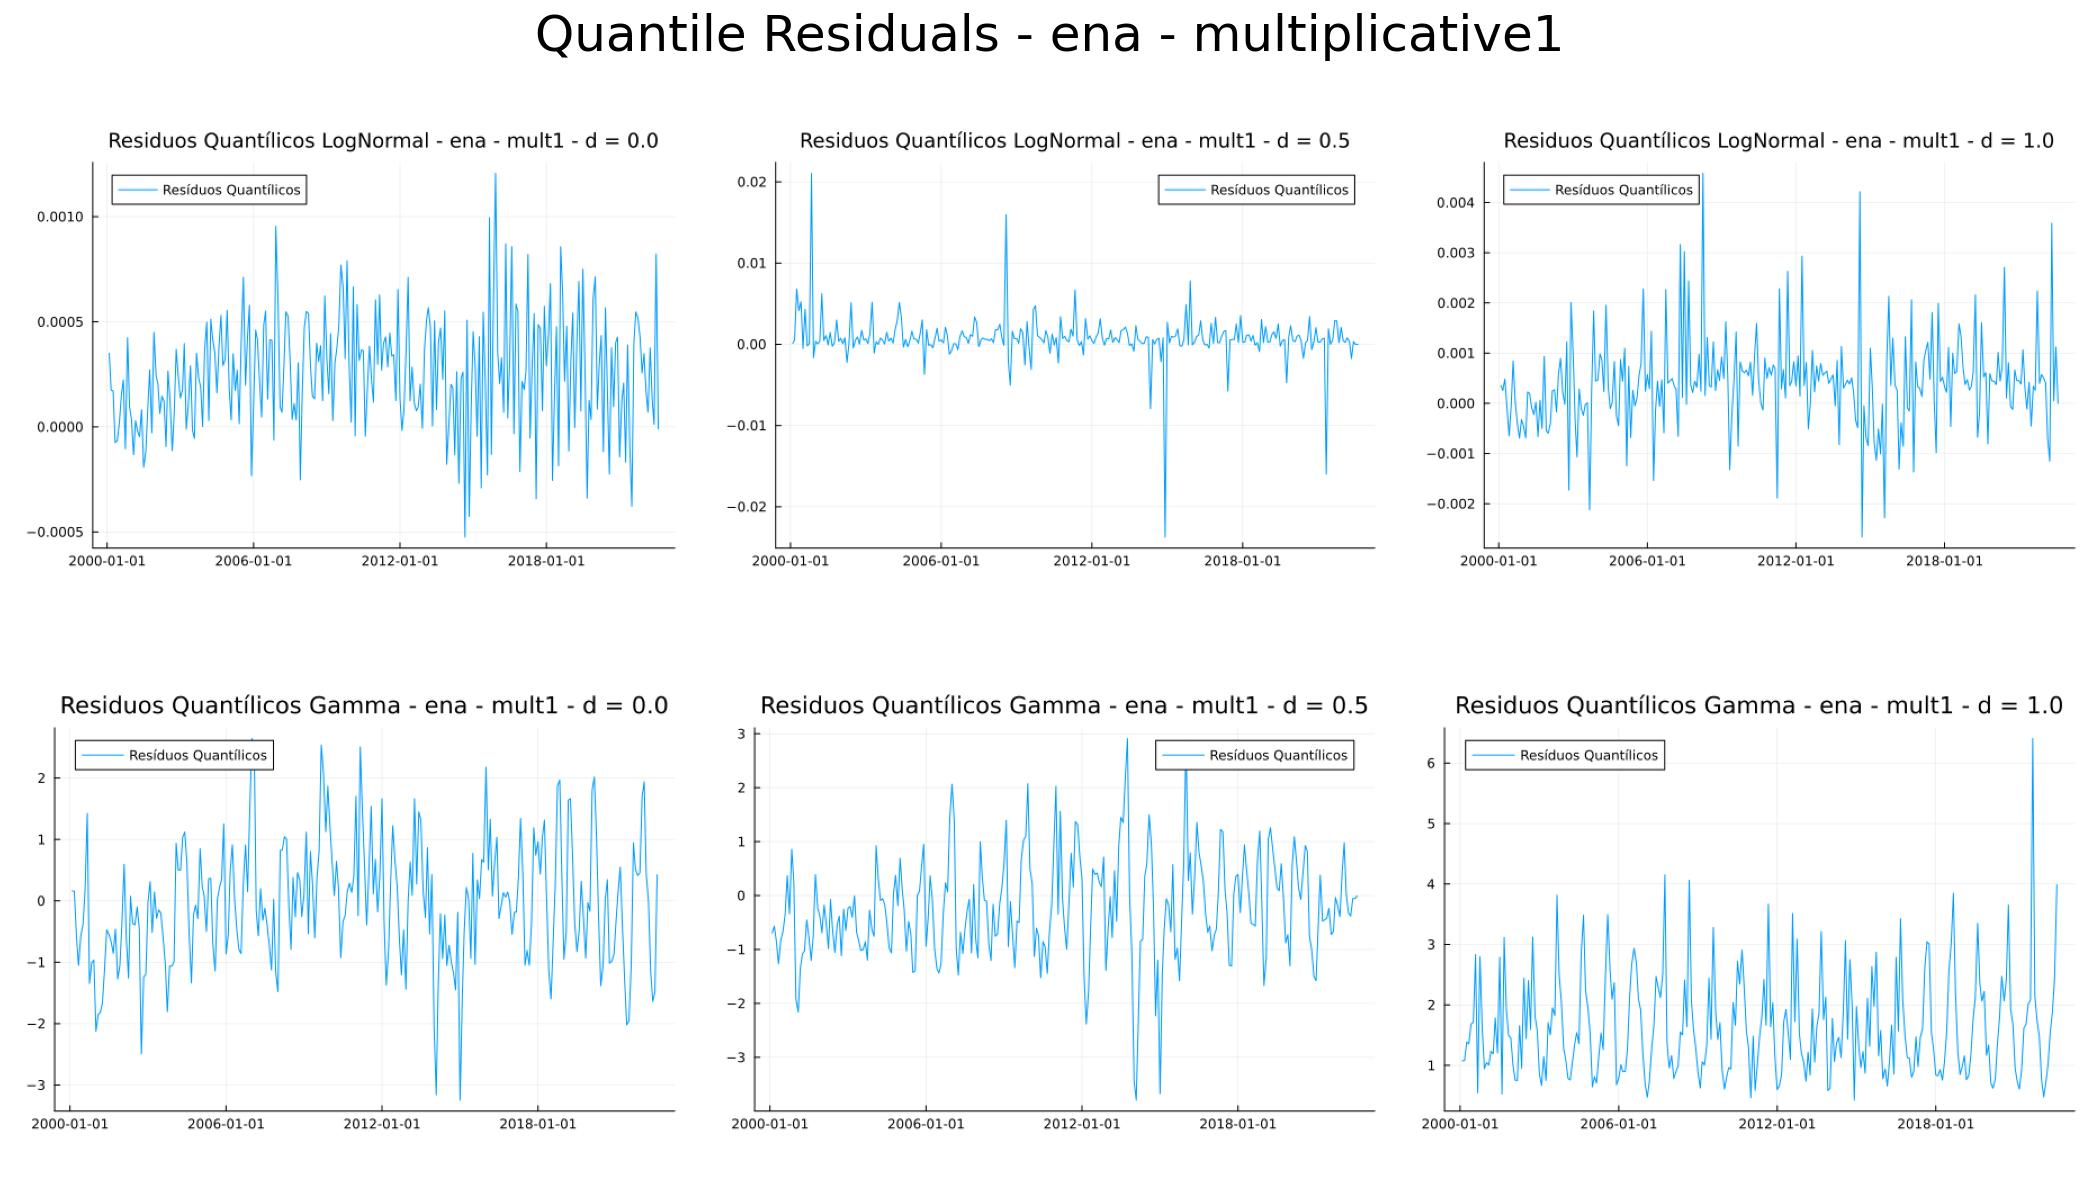 Quantile Residuals - ena - multiplicative1
Residuos Quantílicos LogNormal - ena - mult1 - d = 0.0
Resíduos Quantílicos
0.0010
0.0005
0.0000
−0.0005
2000-01-01 2006-01-01 2012-01-01 2018-01-01
Residuos Quantílicos LogNormal - ena - mult1 - d = 0.5
Resíduos Quantílicos
0.02
0.01
0.00
−0.01
−0.02
2000-01-01 2006-01-01 2012-01-01 2018-01-01
Residuos Quantílicos LogNormal - ena - mult1 - d = 1.0
Resíduos Quantílicos
0.004
0.003
0.002
0.001
0.000
−0.001
−0.002
2000-01-01 2006-01-01 2012-01-01 2018-01-01
Residuos Quantílicos Gamma - ena - mult1 - d = 0.0
Resíduos Quantílicos
2
1
0
−1
−2
−3
2000-01-01 2006-01-01 2012-01-01 2018-01-01
Residuos Quantílicos Gamma - ena - mult1 - d = 0.5
Resíduos Quantílicos
3
2
1
0
−1
−2
−3
2000-01-01 2006-01-01 2012-01-01 2018-01-01
Residuos Quantílicos Gamma - ena - mult1 - d = 1.0
Resíduos Quantílicos
6
5
4
3
2
1
2000-01-01 2006-01-01 2012-01-01 2018-01-01